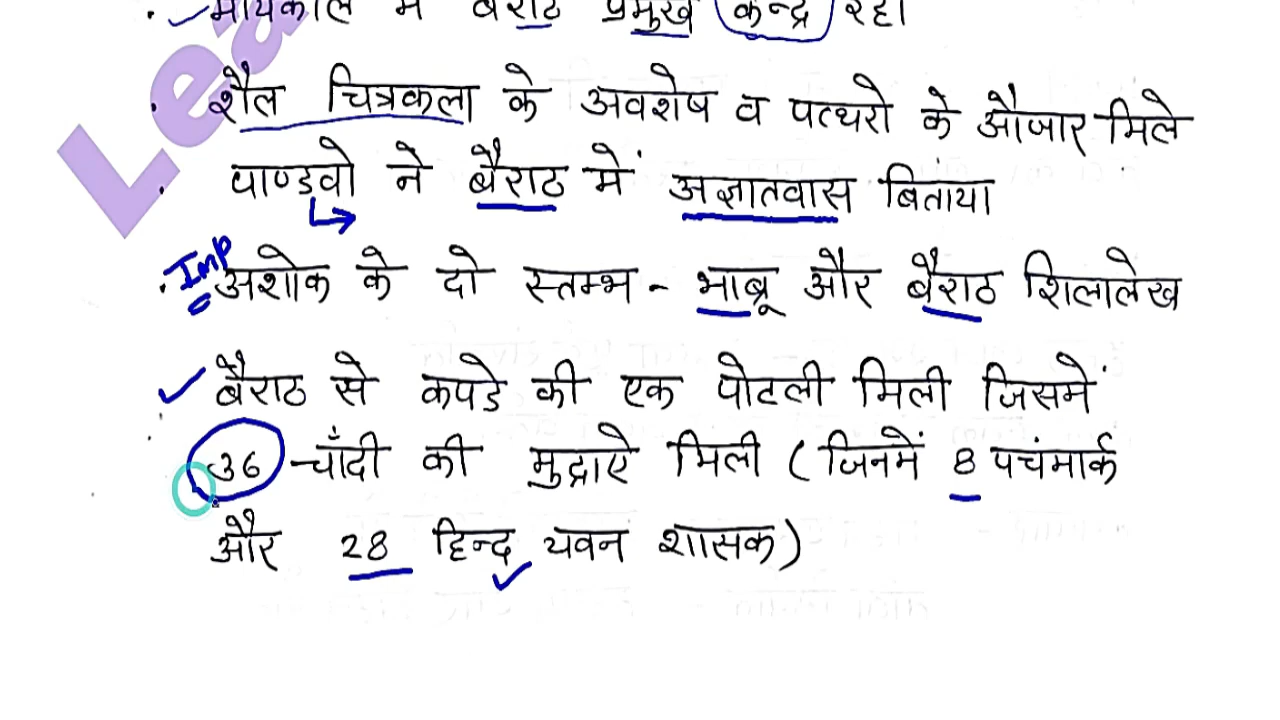 में बैराठ प्रमुख केन्द्र रहा
Lea
शैल चित्रकला के अवशेष व पत्थरो के औजार मिले
पाण्डवो ने बैराठ में अज्ञातवास बिताया
Imp अशोक के दो स्तम्भ - भाब्रू और बैराठ शिलालेख
बैराठ से कपडे की एक पोटली मिली जिसमें
36 चाँदी की मुद्राऐ मिली ( जिनमें 8 पचंमार्क
और 28 हिन्द यवन शासक)